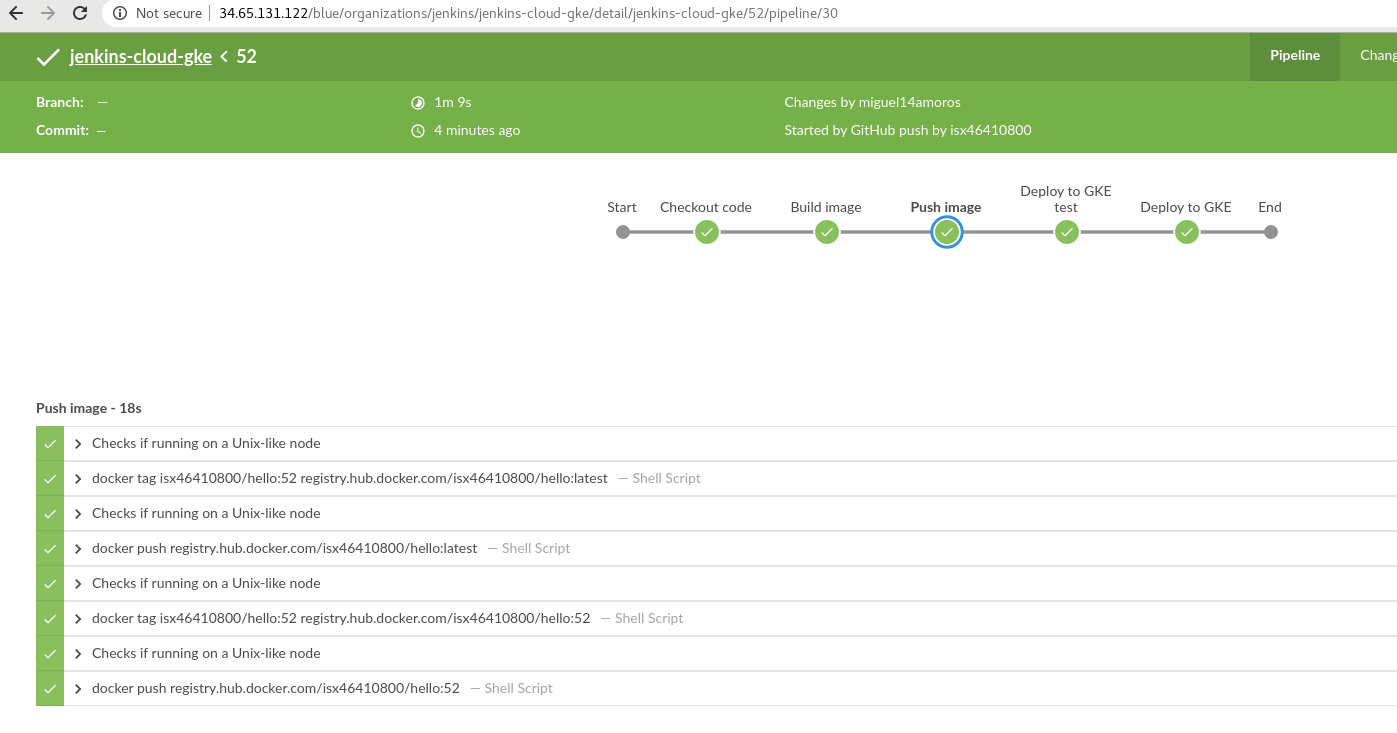 Not secure 34.65.131.122/blue/organizations/jenkins/jenkins-cloud-gke/detail/jenkins-cloud-gke/52/pipeline/30
jenkins-cloud-gke < 52 Pipeline Chang
Branch: — 1m 9s Changes by miguel14amoros
Commit: — 4 minutes ago Started by GitHub push by isx46410800
Start Checkout code Build image Push image Deploy to GKE test Deploy to GKE End
Push image - 18s
Checks if running on a Unix-like node
docker tag isx46410800/hello:52 registry.hub.docker.com/isx46410800/hello:latest — Shell Script
Checks if running on a Unix-like node
docker push registry.hub.docker.com/isx46410800/hello:latest — Shell Script
Checks if running on a Unix-like node
docker tag isx46410800/hello:52 registry.hub.docker.com/isx46410800/hello:52 — Shell Script
Checks if running on a Unix-like node
docker push registry.hub.docker.com/isx46410800/hello:52 — Shell Script